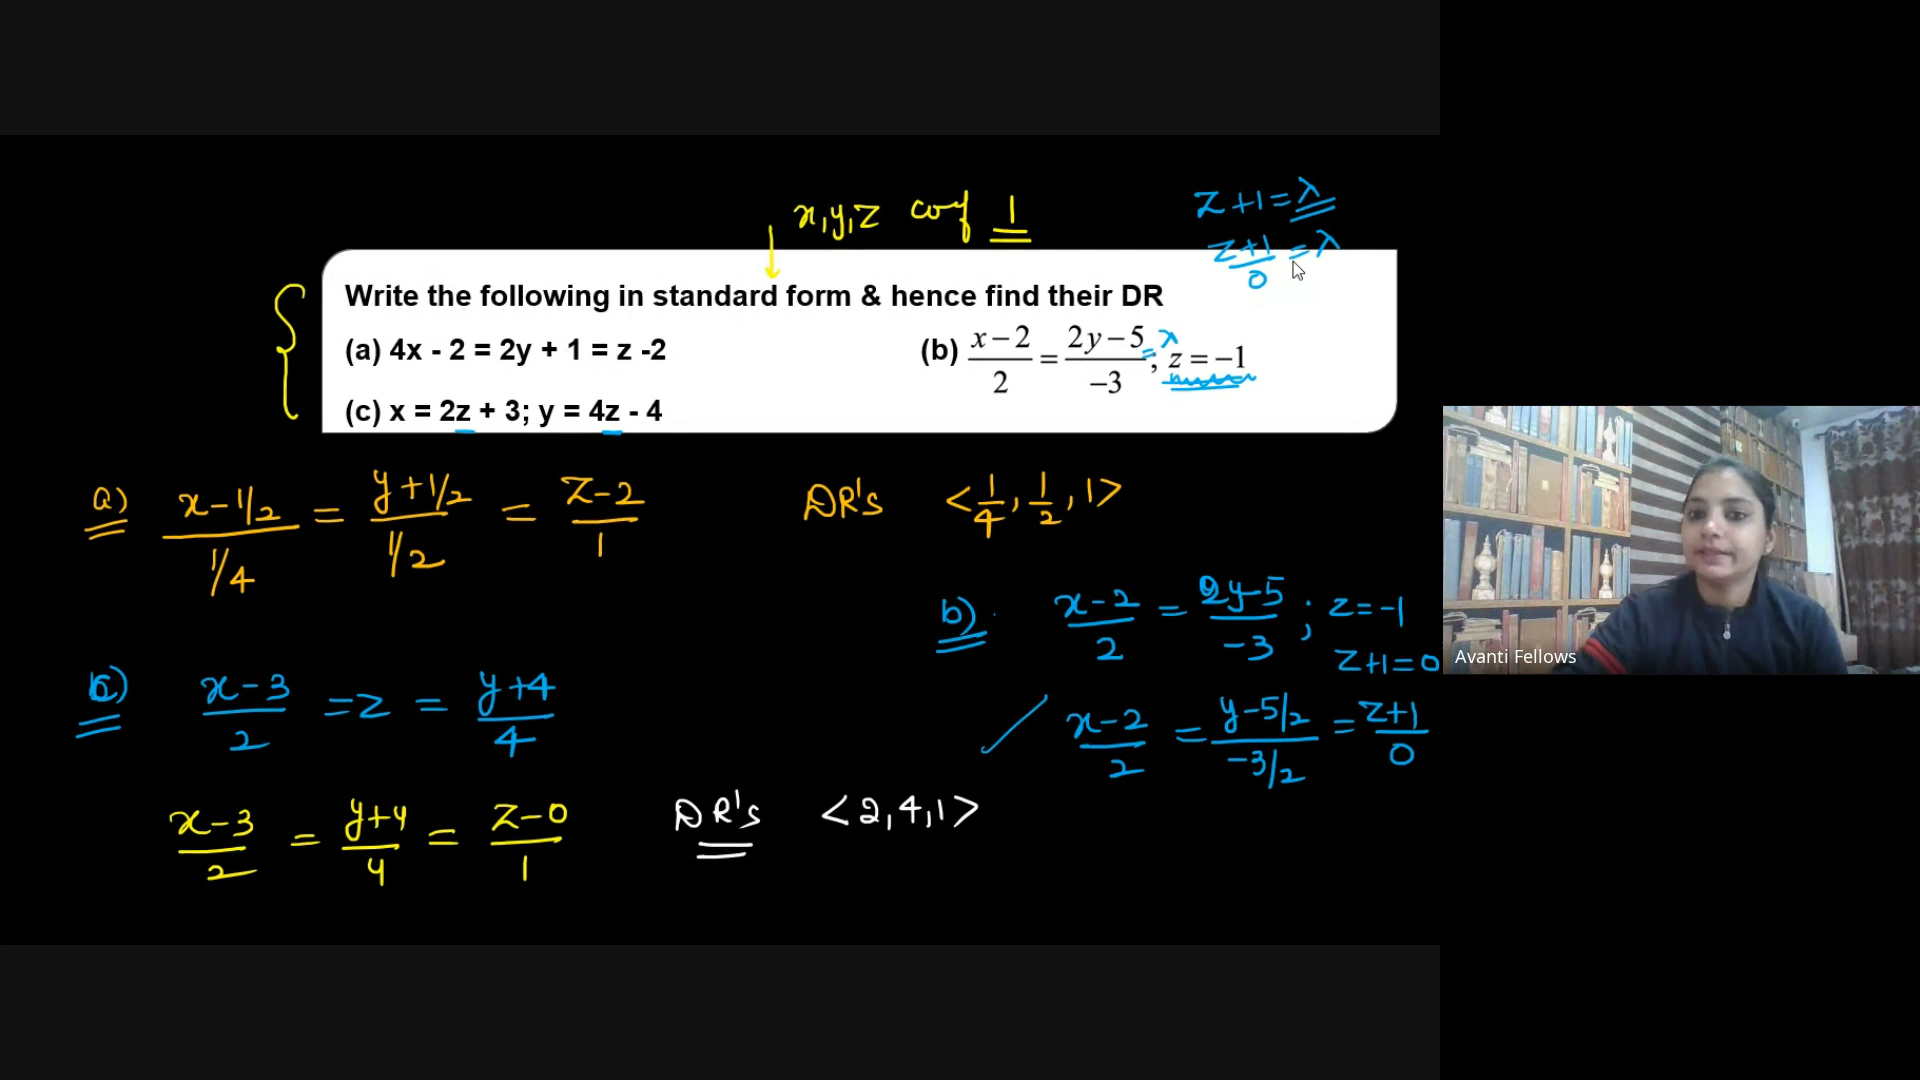 x,y,z cof 1
z+1=λ
z+1/0 = λ
Write the following in standard form & hence find their DR
(a) 4x - 2 = 2y + 1 = z -2
(b) x−2/2 = 2y−5/−3 = λ ; z = −1
(c) x = 2z + 3; y = 4z - 4
a) x-1/2 / 1/4 = y+1/2 / 1/2 = z-2/1 DR's <1/4, 1/2, 1>
b) x-2/2 = 2y-5/-3 ; z=-1
z+1=0
x-2/2 = y-5/2 / -3/2 = z+1/0
c) x-3/2 = z = y+4/4
x-3/2 = y+4/4 = z-0/1 DR's <2,4,1>
Avanti Fellows